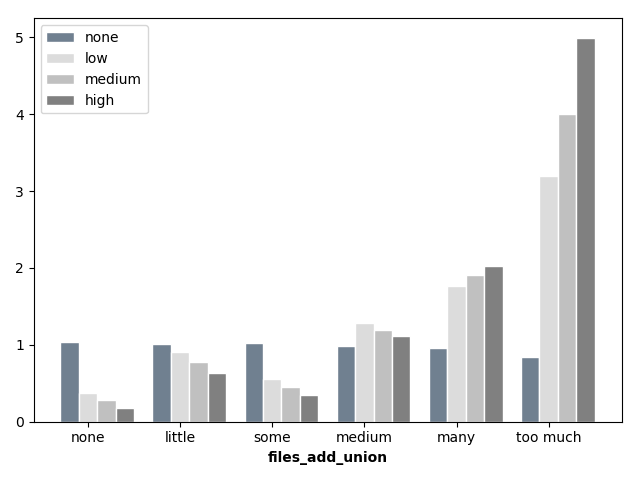 none
low
medium
high
5
4
3
2
1
0
none little some medium many too much
files_add_union